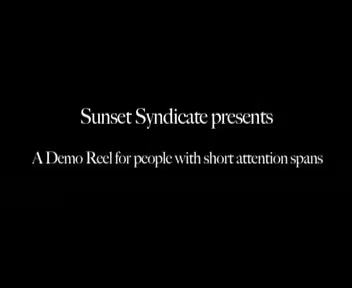 Sunset Syndicate presents
A Demo Reel for people with short attention spans